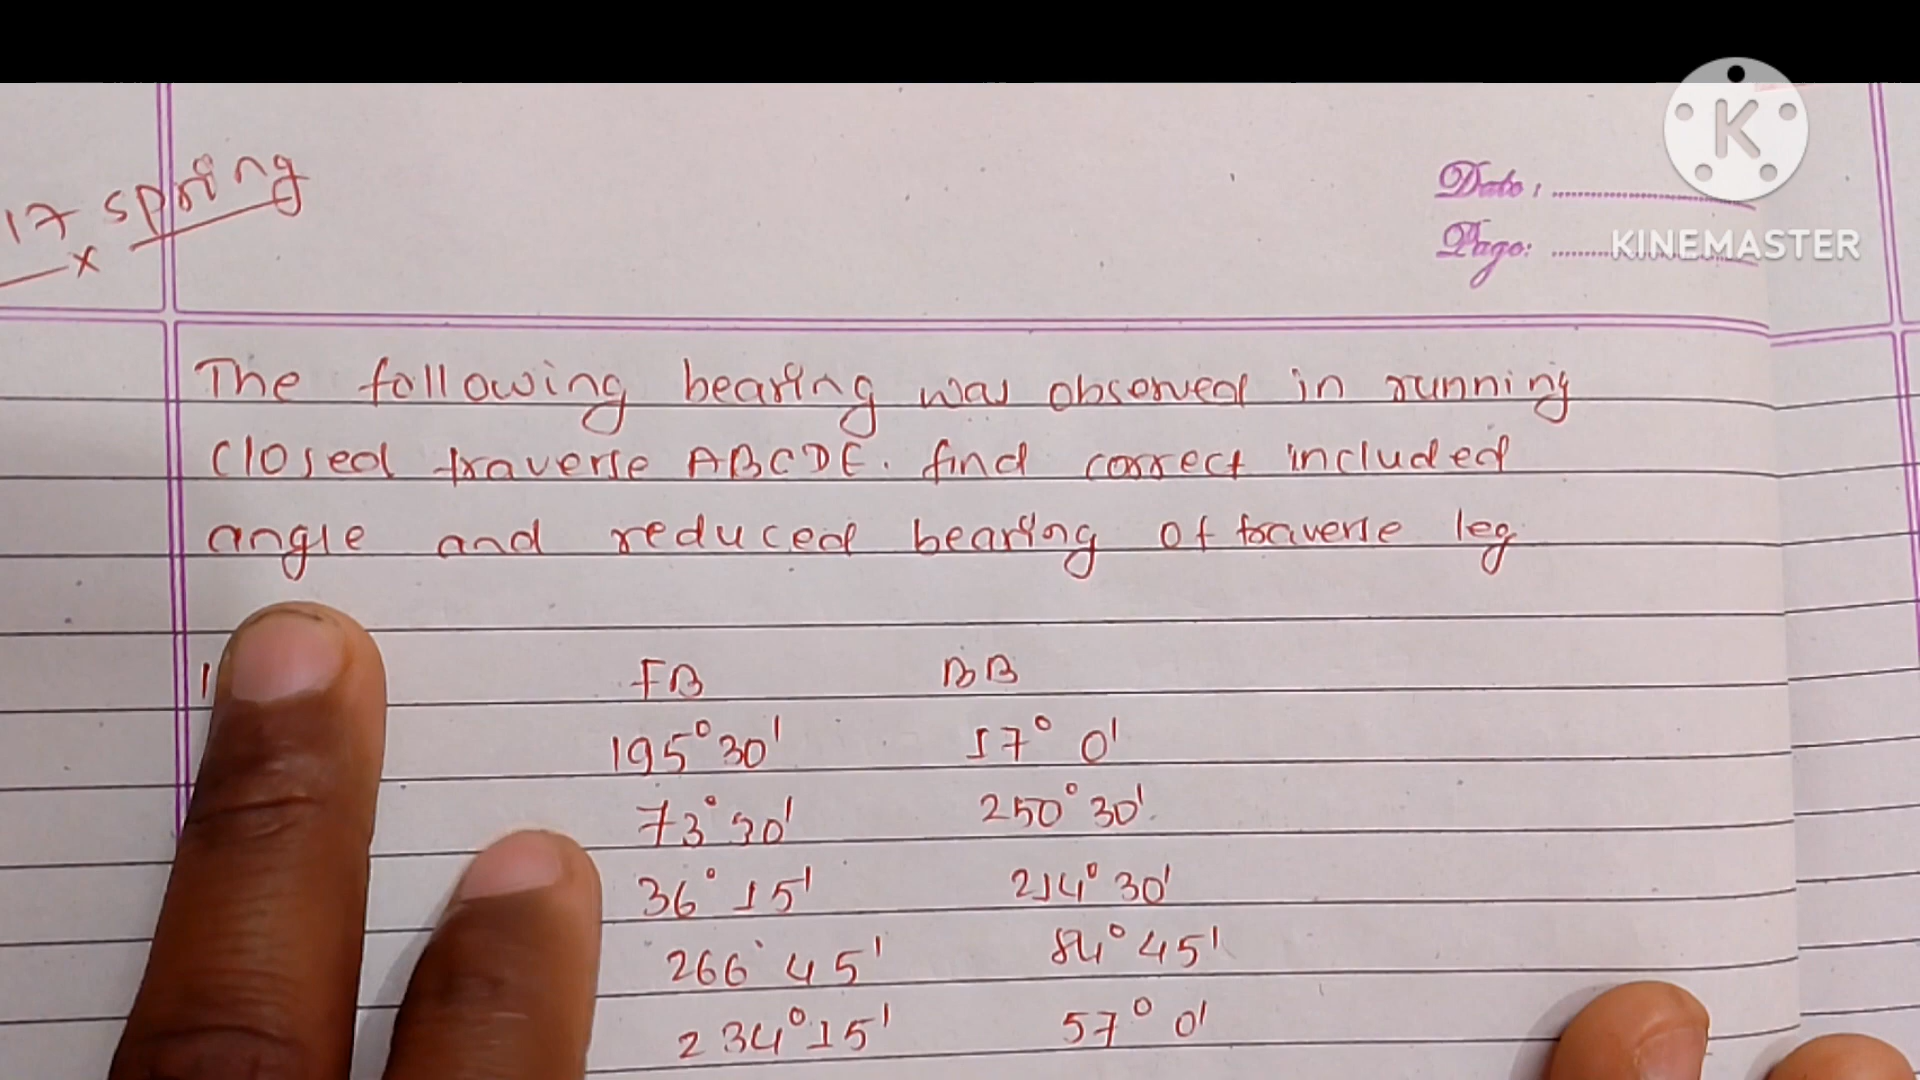 17 spring
x
Date:
Page:
KINEMASTER
The following bearing was observed in running
closed traverse ABCDE. find correct included
angle and reduced bearing of traverse leg
FB BB
195°30' 17° 0'
73°30' 250°30'
36°15' 214°30'
266°45' 84°45'
234°15' 57° 0'